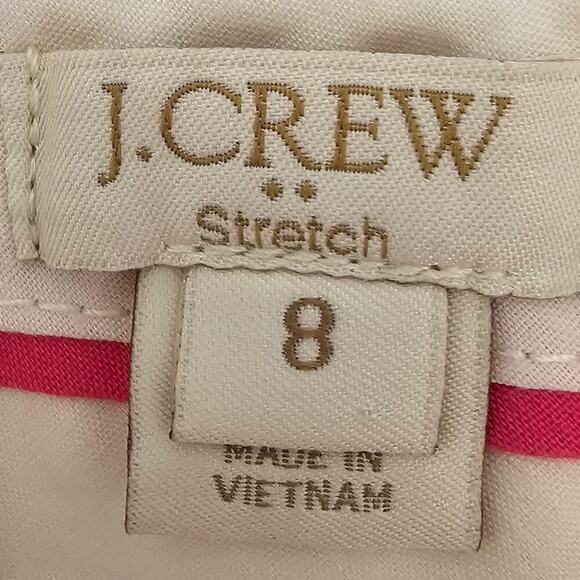 J.CREW
Stretch
8
MADE IN
VIETNAM